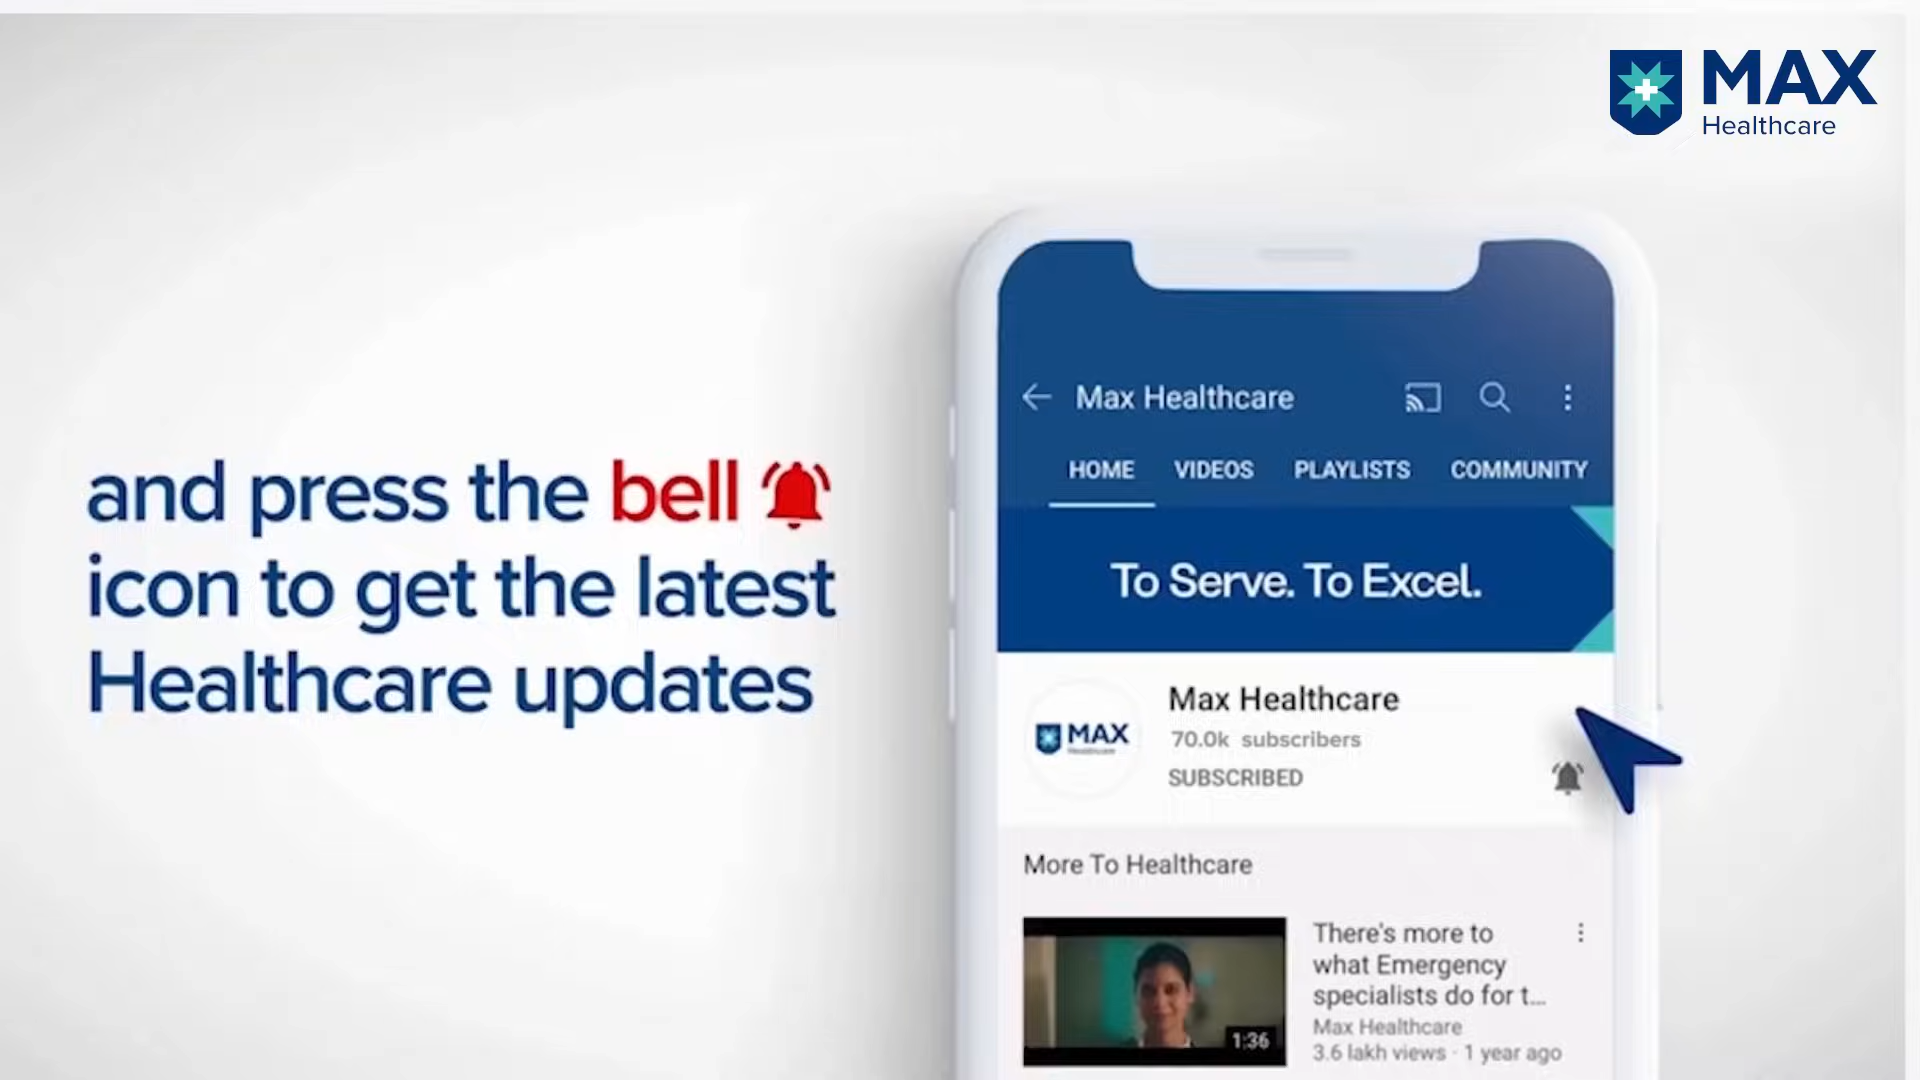 MAX
Healthcare
and press the bell
icon to get the latest
Healthcare updates
Max Healthcare
HOME VIDEOS PLAYLISTS COMMUNITY
To Serve. To Excel.
MAX
Healthcare
Max Healthcare
70.0k subscribers
SUBSCRIBED
More To Healthcare
There's more to
what Emergency
specialists do for t...
Max Healthcare
3.6 lakh views · 1 year ago
1:36